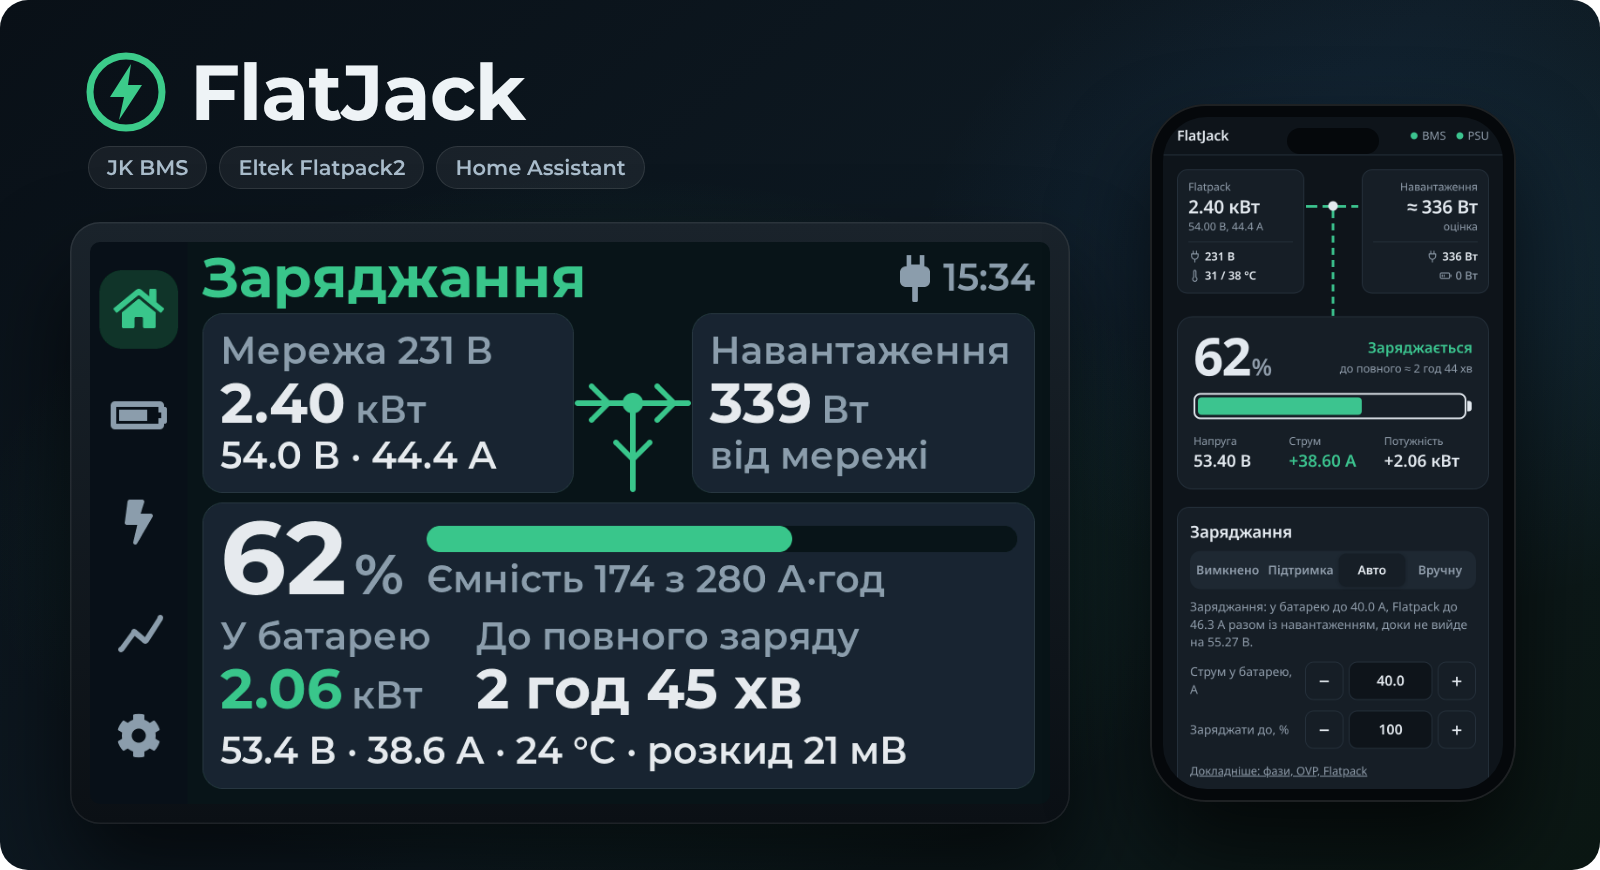 FlatJack
JK BMS
Eltek Flatpack2
Home Assistant
Заряджання
15:34
Мережа 231 В
2.40 кВт
54.0 В · 44.4 А
Навантаження
339 Вт
від мережі
62 %
Ємність 174 з 280 А·год
У батарею
2.06 кВт
До повного заряду
2 год 45 хв
53.4 В · 38.6 А · 24 °C · розкид 21 мВ
FlatJack
BMS
PSU
Flatpack
2.40 кВт
54.00 В, 44.4 А
231 В
31 / 38 °C
Навантаження
≈ 336 Вт
оцінка
336 Вт
0 Вт
62%
Заряджається
до повного ≈ 2 год 44 хв
Напруга
53.40 В
Струм
+38.60 А
Потужність
+2.06 кВт
Заряджання
Вимкнено
Підтримка
Авто
Вручну
Заряджання: у батарею до 40.0 А, Flatpack до
46.3 А разом із навантаженням, доки не вийде
на 55.27 В.
Струм у батарею,
А
− 40.0 +
Заряджати до, %
− 100 +
Докладніше: фази, OVP, Flatpack